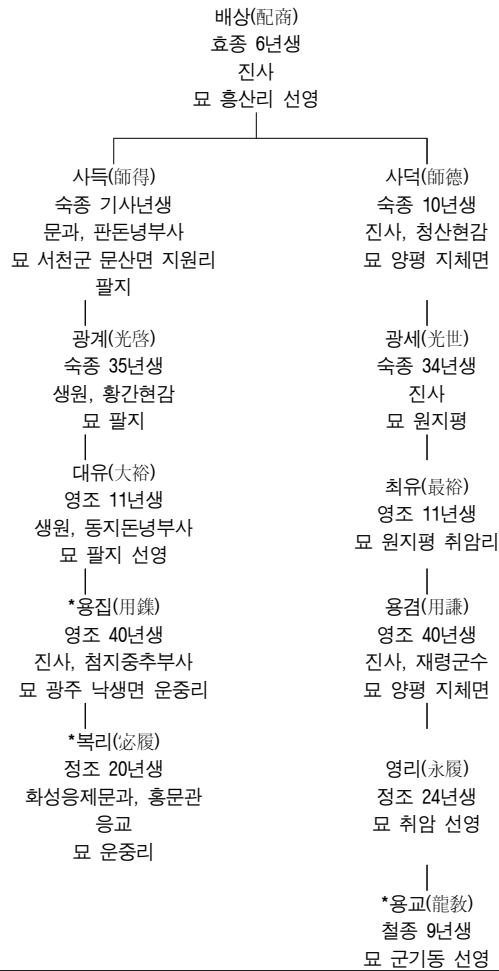 배상(配商)
효종 6년생
진사
묘 흥산리 선영
사득(師得)
숙종 기사년생
문과, 판돈녕부사
묘 서천군 문산면 지원리
팔지
광계(光啓)
숙종 35년생
생원, 황간현감
묘 팔지
대유(大裕)
영조 11년생
생원, 동지돈녕부사
묘 팔지 선영
*용집(用鏶)
영조 40년생
진사, 첨지중추부사
묘 광주 낙생면 운중리
*복리(宓履)
정조 20년생
화성응제문과, 홍문관
응교
묘 운중리
사덕(師德)
숙종 10년생
진사, 청산현감
묘 양평 지체면
광세(光世)
숙종 34년생
진사
묘 원지평
최유(最裕)
영조 11년생
묘 원지평 취암리
용겸(用謙)
영조 40년생
진사, 재령군수
묘 양평 지체면
영리(永履)
정조 24년생
묘 취암 선영
*용교(龍敎)
철종 9년생
묘 군기동 선영